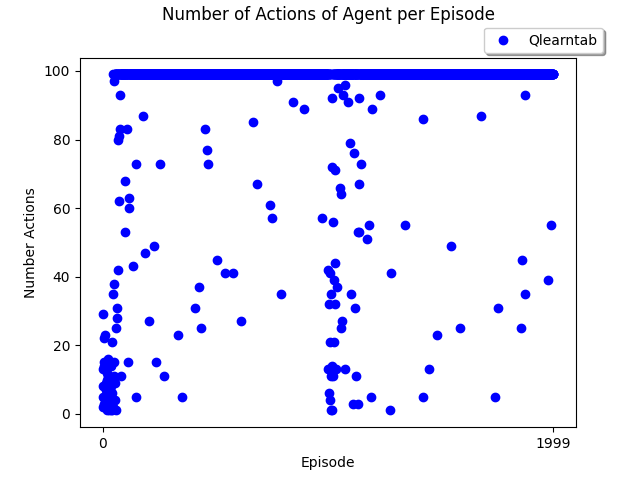 Number of Actions of Agent per Episode
Qlearntab
100
80
60
40
20
0
Number Actions
0
1999
Episode